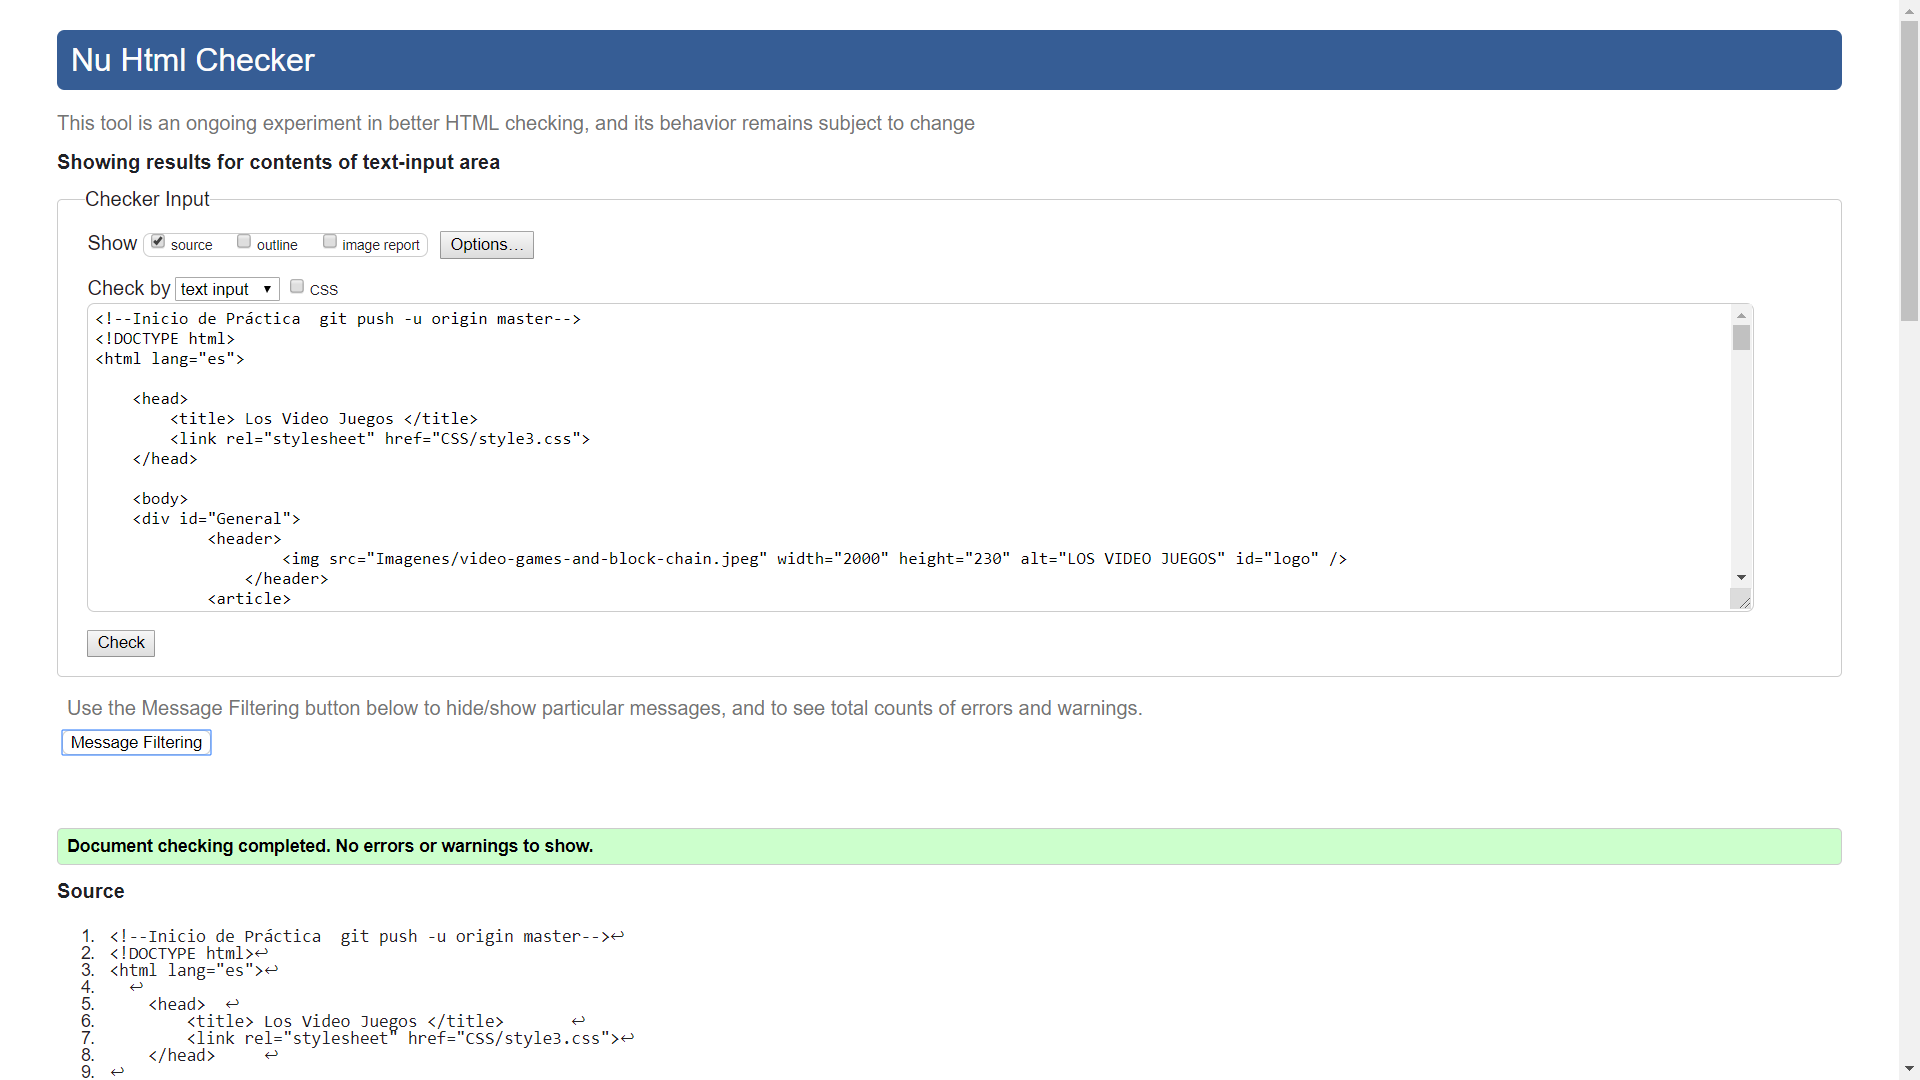 Nu Html Checker
This tool is an ongoing experiment in better HTML checking, and its behavior remains subject to change
Showing results for contents of text-input area
Checker Input
Show source outline image report Options…
Check by text input CSS
<!--Inicio de Práctica  git push -u origin master-->
<!DOCTYPE html>
<html lang="es">
<head>
<title> Los Video Juegos </title>
<link rel="stylesheet" href="CSS/style3.css">
</head>
<body>
<div id="General">
<header>
<img src="Imagenes/video-games-and-block-chain.jpeg" width="2000" height="230" alt="LOS VIDEO JUEGOS" id="logo" />
</header>
<article>
Check
Use the Message Filtering button below to hide/show particular messages, and to see total counts of errors and warnings.
Message Filtering
Document checking completed. No errors or warnings to show.
Source
1. <!--Inicio de Práctica  git push -u origin master-->↩
2. <!DOCTYPE html>↩
3. <html lang="es">↩
4. ↩
5. <head> ↩
6. <title> Los Video Juegos </title> ↩
7. <link rel="stylesheet" href="CSS/style3.css">↩
8. </head> ↩
9. ↩